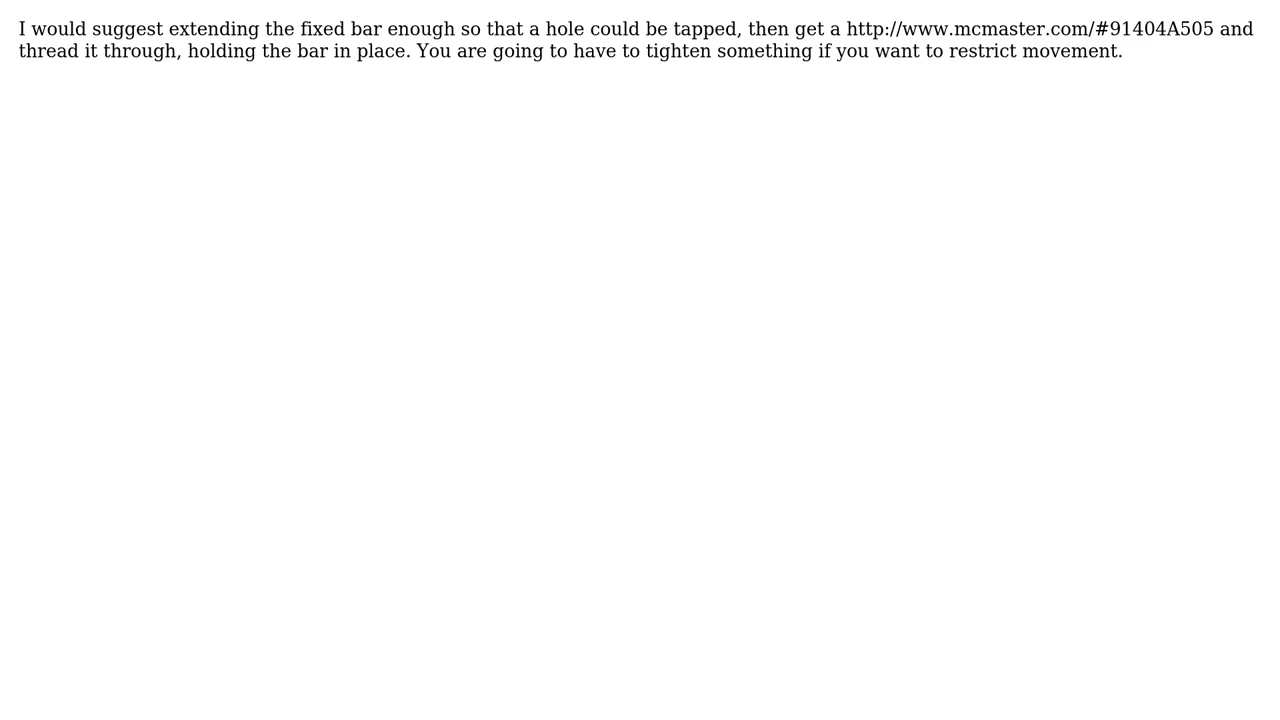 I would suggest extending the fixed bar enough so that a hole could be tapped, then get a http://www.mcmaster.com/#91404A505 and
thread it through, holding the bar in place. You are going to have to tighten something if you want to restrict movement.